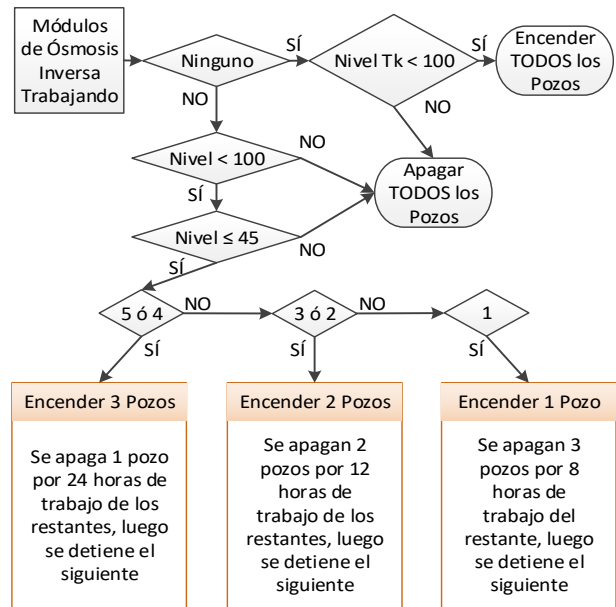 Módulos
de Ósmosis
Inversa
Trabajando
Ninguno
SÍ
Nivel Tk < 100
SÍ
Encender
TODOS los
Pozos
NO
NO
Nivel < 100
NO
Apagar
TODOS los
Pozos
SÍ
Nivel ≤ 45
NO
SÍ
5 ó 4
NO
3 ó 2
NO
1
SÍ
SÍ
SÍ
Encender 3 Pozos
Se apaga 1 pozo
por 24 horas de
trabajo de los
restantes, luego
se detiene el
siguiente
Encender 2 Pozos
Se apagan 2
pozos por 12
horas de
trabajo de los
restantes, luego
se detiene el
siguiente
Encender 1 Pozo
Se apagan 3
pozos por 8
horas de
trabajo del
restante, luego
se detiene el
siguiente